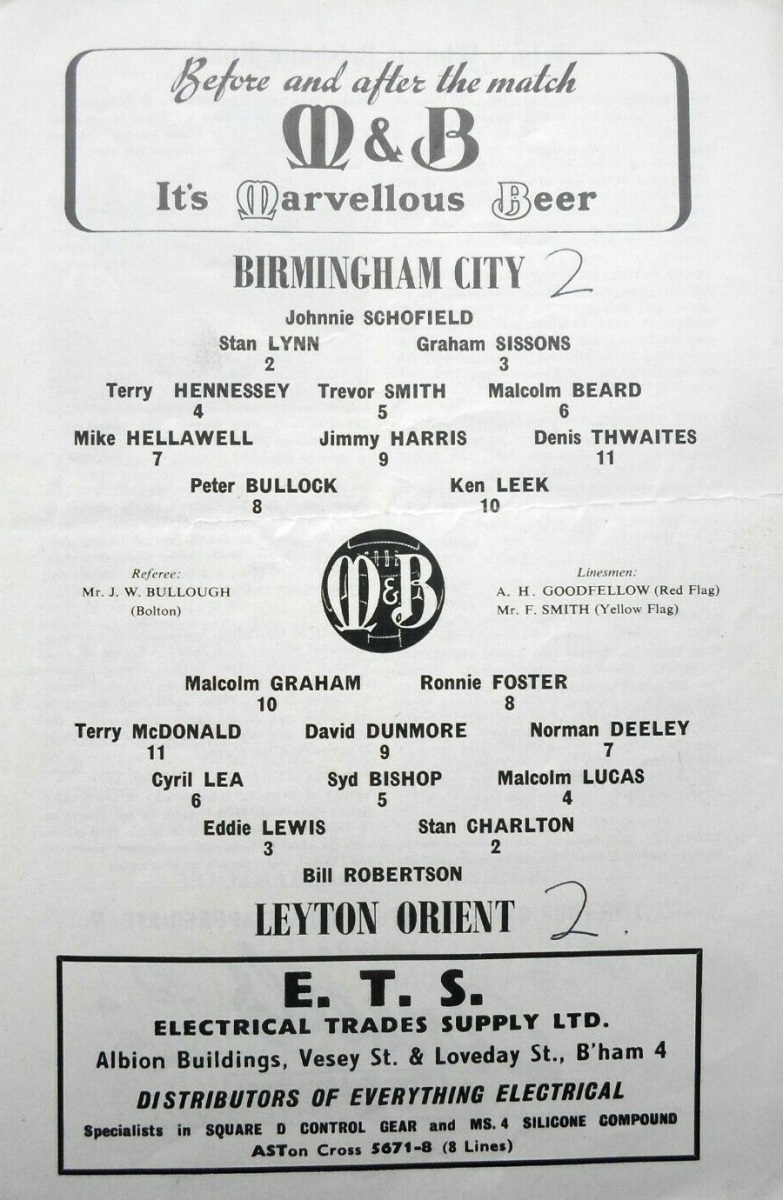 Before and after the match
M & B
It's Marvellous Beer
BIRMINGHAM CITY 2
Johnnie SCHOFIELD
Stan LYNN Graham SISSONS
2 3
Terry HENNESSEY Trevor SMITH Malcolm BEARD
4 5 6
Mike HELLAWELL Jimmy HARRIS Denis THWAITES
7 9 11
Peter BULLOCK Ken LEEK
8 10
Referee:
Mr. J. W. BULLOUGH
(Bolton)
M & B
Linesmen:
A. H. GOODFELLOW (Red Flag)
Mr. F. SMITH (Yellow Flag)
Malcolm GRAHAM Ronnie FOSTER
10 8
Terry McDONALD David DUNMORE Norman DEELEY
11 9 7
Cyril LEA Syd BISHOP Malcolm LUCAS
6 5 4
Eddie LEWIS Stan CHARLTON
3 2
Bill ROBERTSON
LEYTON ORIENT 2.
E. T. S.
ELECTRICAL TRADES SUPPLY LTD.
Albion Buildings, Vesey St. & Loveday St., B'ham 4
DISTRIBUTORS OF EVERYTHING ELECTRICAL
Specialists in SQUARE D CONTROL GEAR and MS. 4 SILICONE COMPOUND
ASTon Cross 5671-8 (8 Lines)